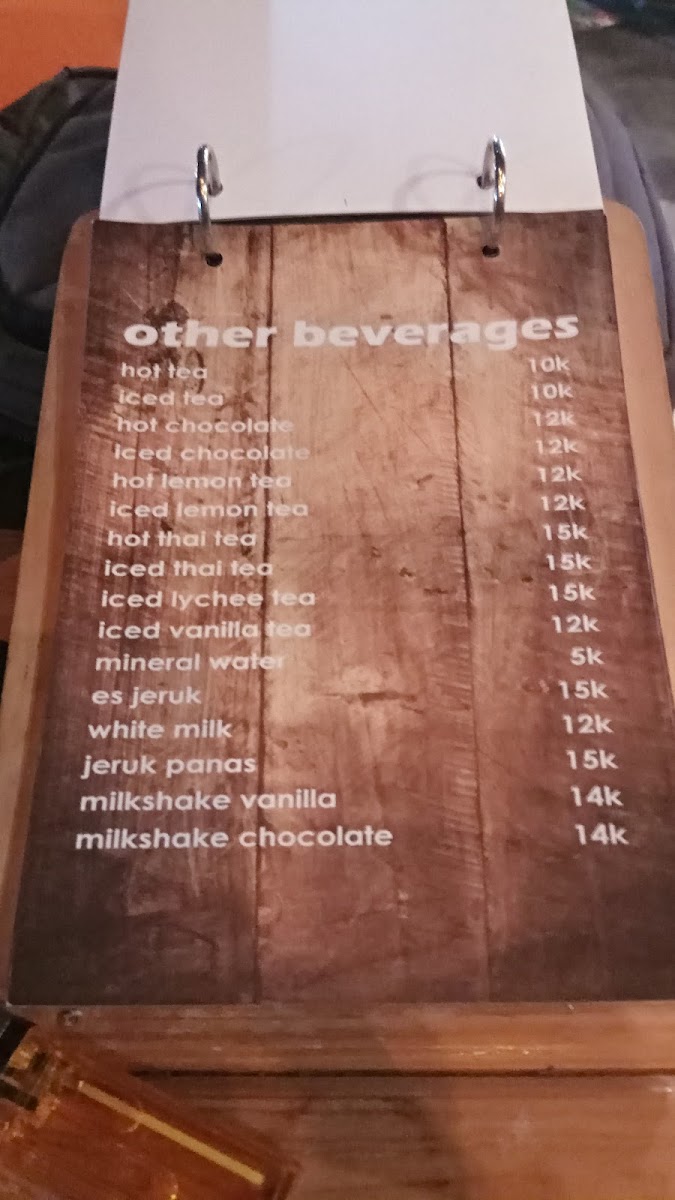 other beverages
hot tea 10k
iced tea 10k
hot chocolate 12k
iced chocolate 12k
hot lemon tea 12k
iced lemon tea 12k
hot thai tea 15k
iced thai tea 15k
iced lychee tea 15k
iced vanilla tea 12k
mineral water 5k
es jeruk 15k
white milk 12k
jeruk panas 15k
milkshake vanilla 14k
milkshake chocolate 14k